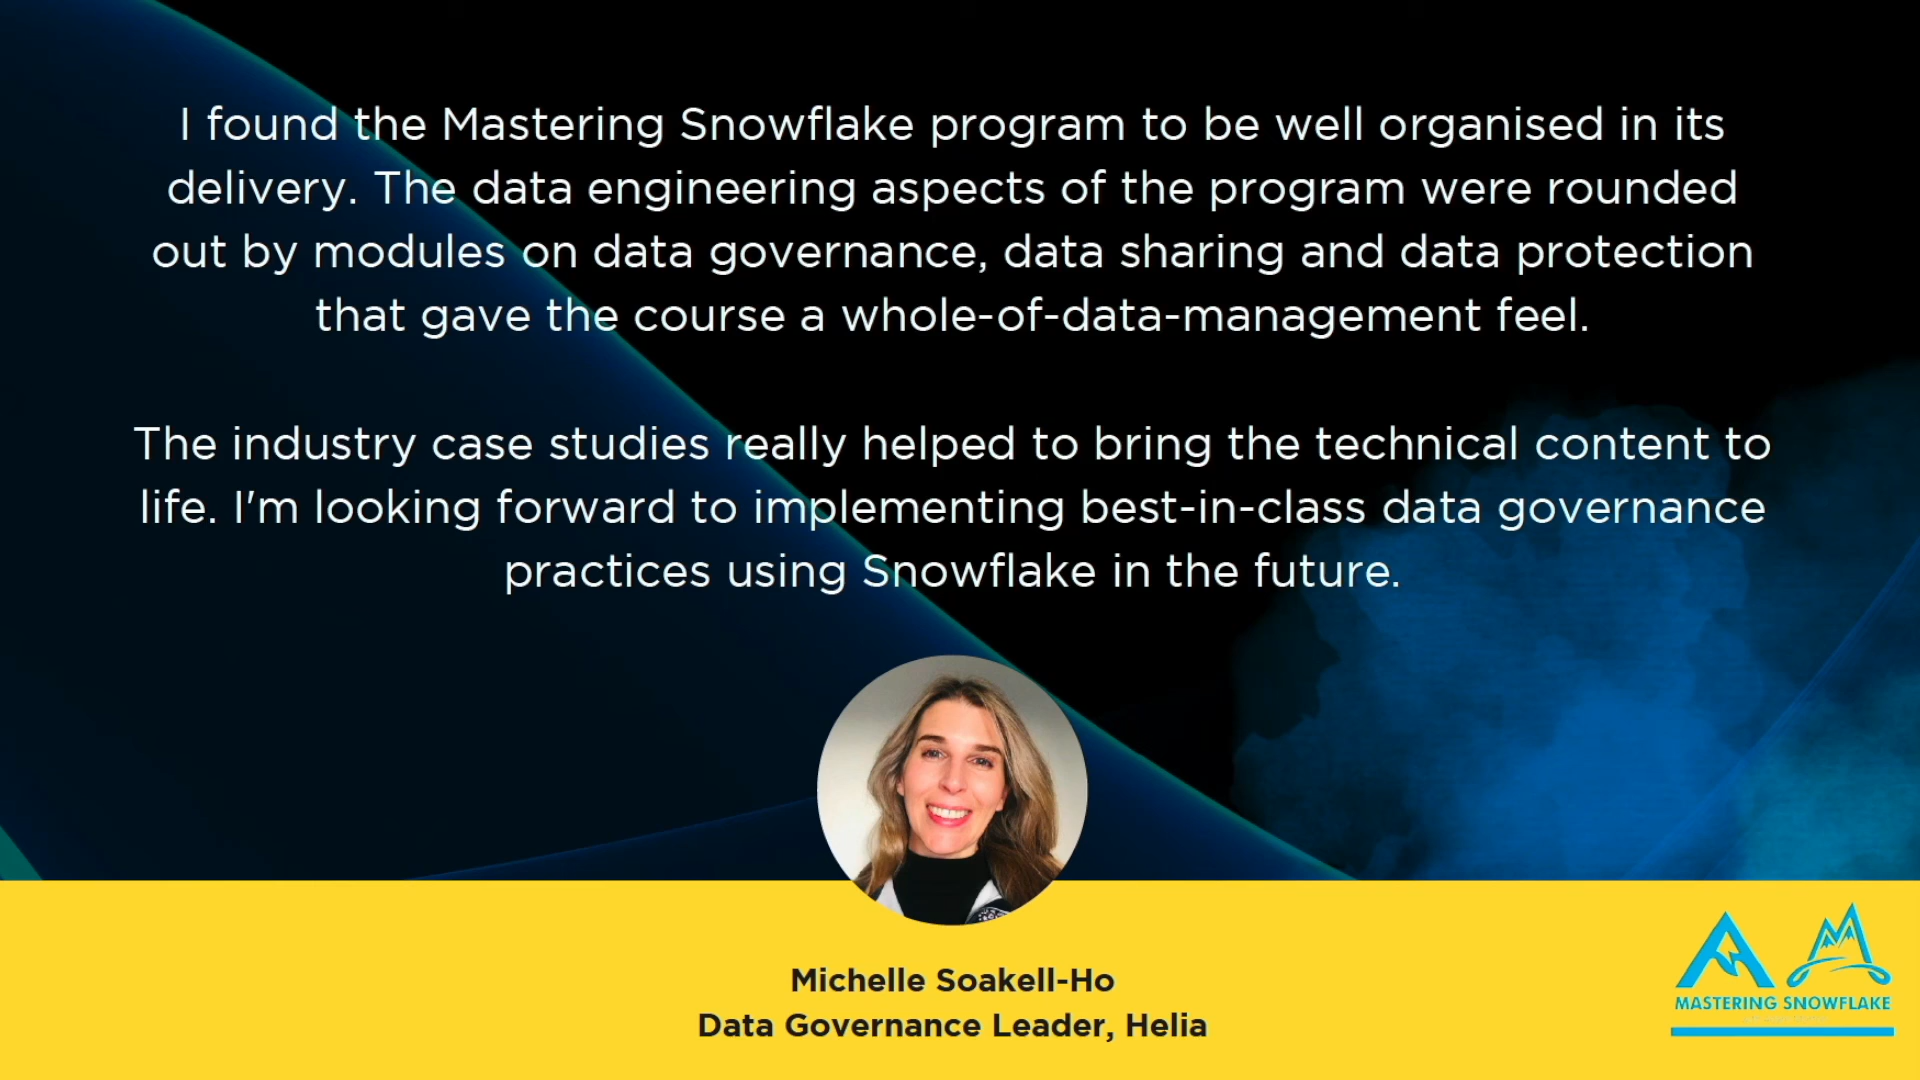 I found the Mastering Snowflake program to be well organised in its
delivery. The data engineering aspects of the program were rounded
out by modules on data governance, data sharing and data protection
that gave the course a whole-of-data-management feel.
The industry case studies really helped to bring the technical content to
life. I'm looking forward to implementing best-in-class data governance
practices using Snowflake in the future.
Michelle Soakell-Ho
Data Governance Leader, Helia
MASTERING SNOWFLAKE